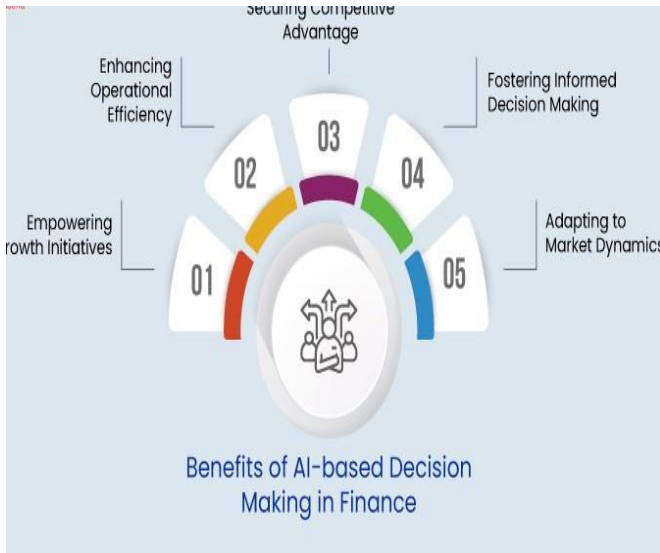 Securing Competitive
Advantage
Enhancing
Operational
Efficiency
Fostering Informed
Decision Making
03
02
04
Empowering
rowth Initiatives
Adapting to
Market Dynamics
01
05
Benefits of AI-based Decision
Making in Finance